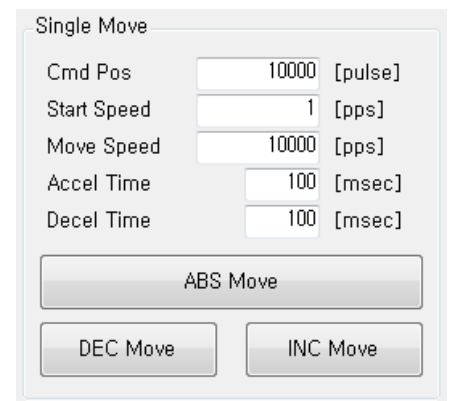 Single Move
Cmd Pos 10000 [pulse]
Start Speed 1 [pps]
Move Speed 10000 [pps]
Accel Time 100 [msec]
Decel Time 100 [msec]
ABS Move
DEC Move INC Move